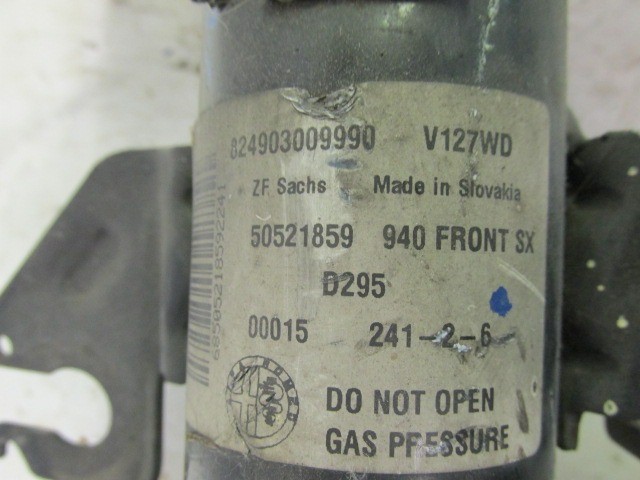 824903009990 V127WD
ZF Sachs Made in Slovakia
50521859 940 FRONT SX
D295
00015 241-2-6
DO NOT OPEN
GAS PRESSURE